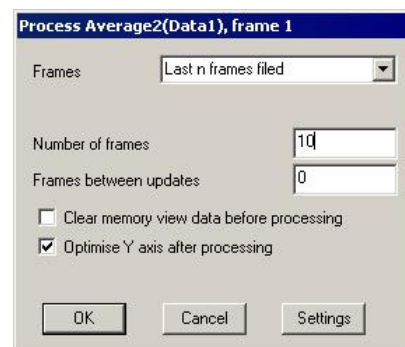 Process Average2(Data1), frame 1
Frames Last n frames filed
Number of frames 10
Frames between updates 0
Clear memory view data before processing
Optimise Y axis after processing
OK Cancel Settings